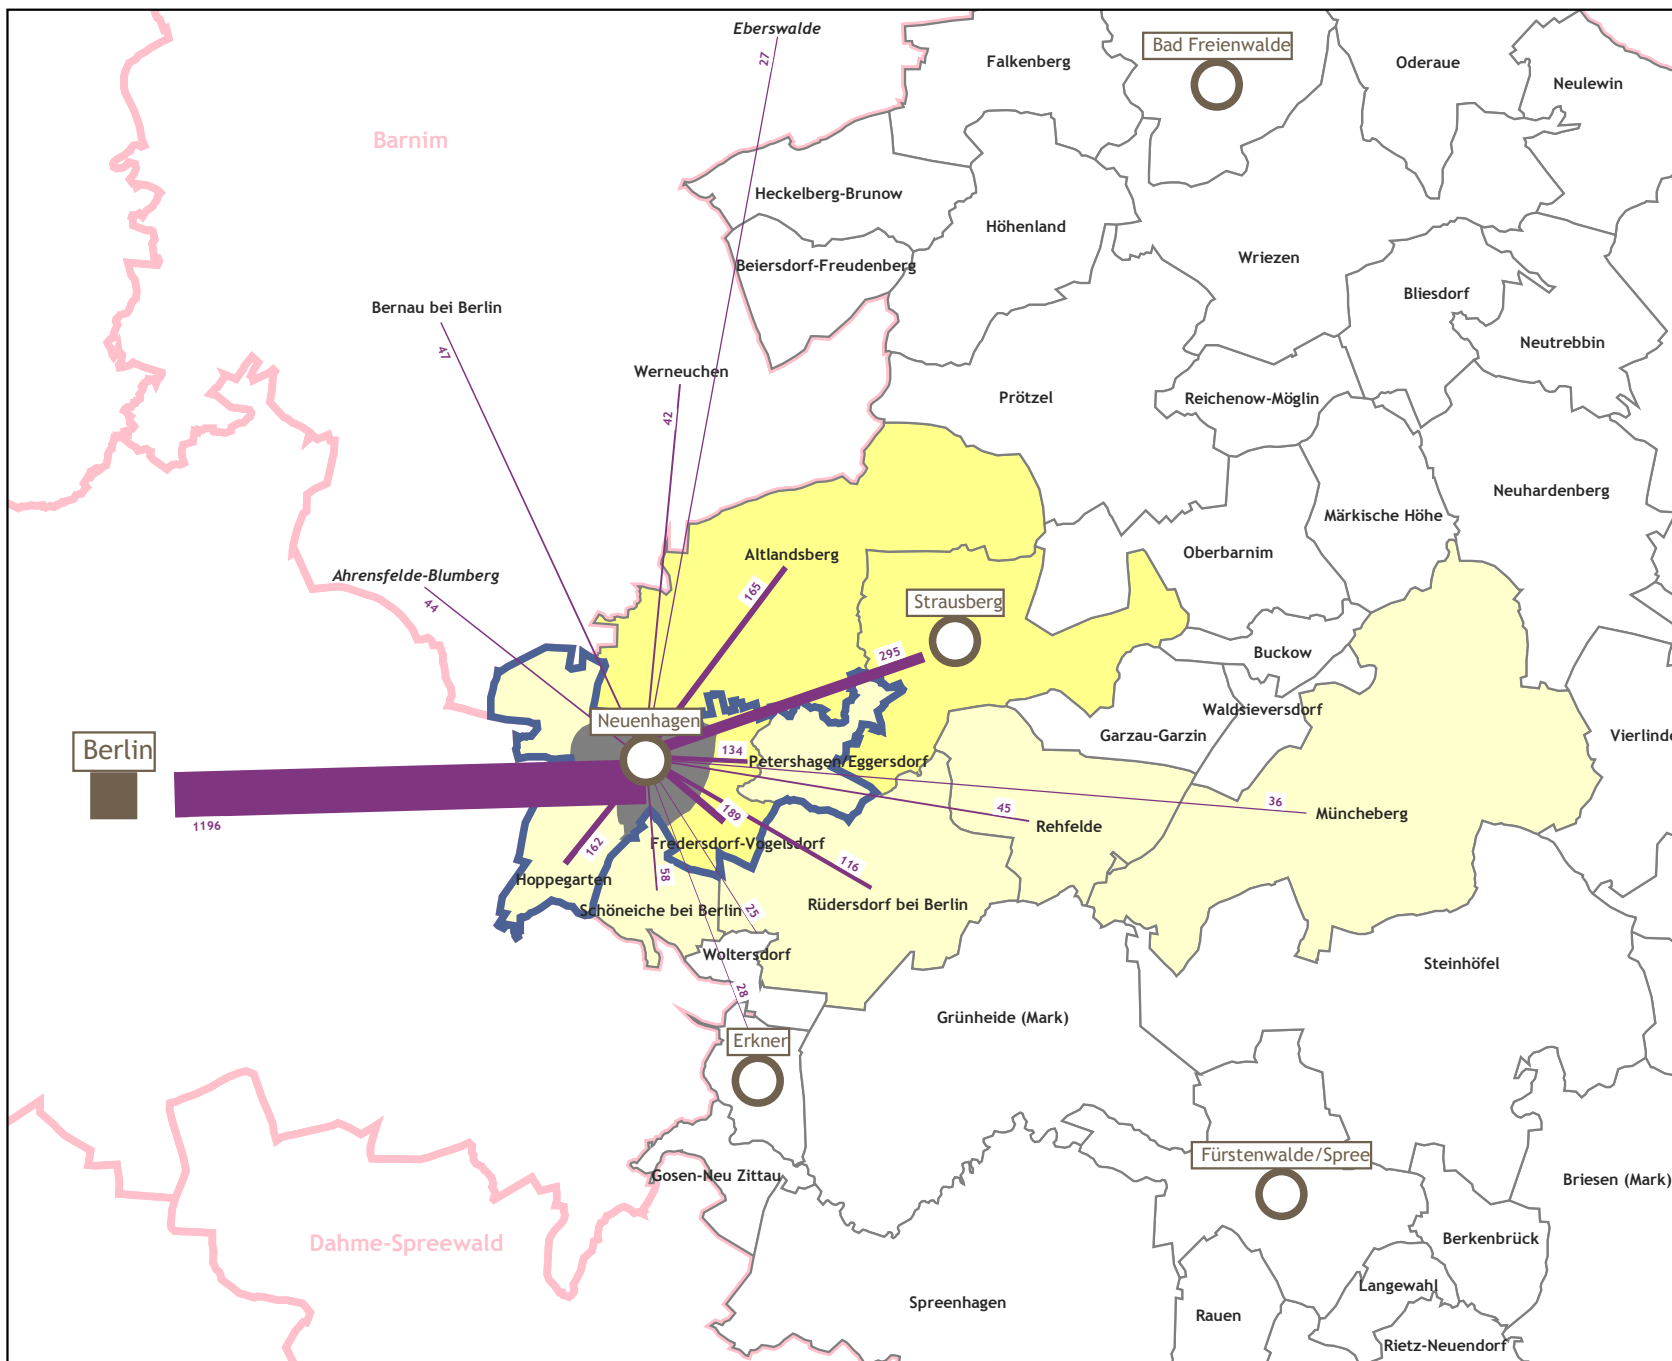 Eberswalde
27
Falkenberg
Bad Freienwalde
Oderaue
Neulewin
Barnim
Heckelberg-Brunow
Höhenland
Wriezen
Beiersdorf-Freudenberg
Bliesdorf
Bernau bei Berlin
47
Neutrebbin
Werneuchen
42
Prötzel
Reichenow-Möglin
Neuhardenberg
Märkische Höhe
Altlandsberg
Oberbarnim
Ahrensfelde-Blumberg
44
165
Strausberg
295
Buckow
Waldsieversdorf
Neuenhagen
Garzau-Garzin
Vierlinde
Berlin
134
Petershagen/Eggersdorf
1196
189
45
36
Müncheberg
Rehfelde
Fredersdorf-Vogelsdorf
162
116
Hoppegarten
58
Rüdersdorf bei Berlin
Schöneiche bei Berlin
25
Woltersdorf
Steinhöfel
28
Grünheide (Mark)
Erkner
Fürstenwalde/Spree
Gosen-Neu Zittau
Briesen (Mark)
Dahme-Spreewald
Berkenbrück
Langewahl
Spreenhagen
Rauen
Rietz-Neuendorf